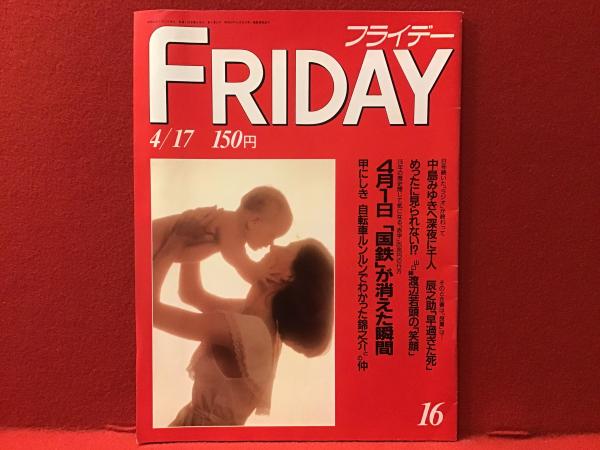 フライデー
FRIDAY
4/17 150円
中島みゆきへ深夜に千人
辰之助「早過ぎた死」
めったに見られない!?
渡辺若頭の「笑顔」
4月1日「国鉄」が消えた瞬間
甲にしき 自転車ルンルンでわかった錦之介との仲
16